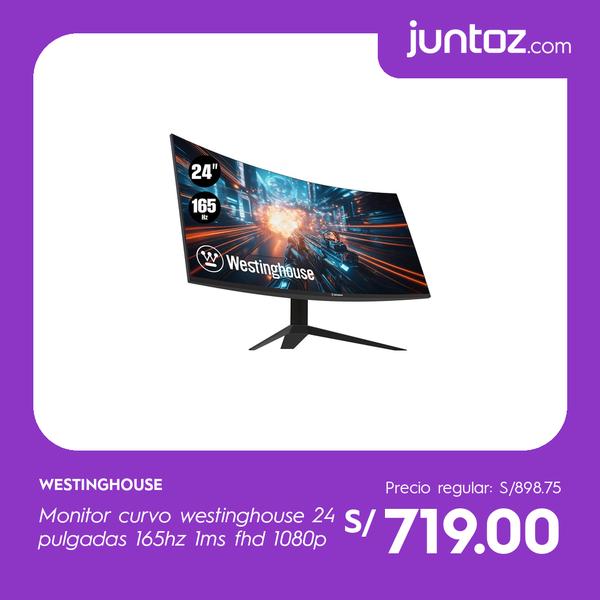 juntoz.com
24"
165
Hz
W Westinghouse
WESTINGHOUSE
Monitor curvo westinghouse 24
pulgadas 165hz 1ms fhd 1080p
Precio regular: S/898.75
S/ 719.00